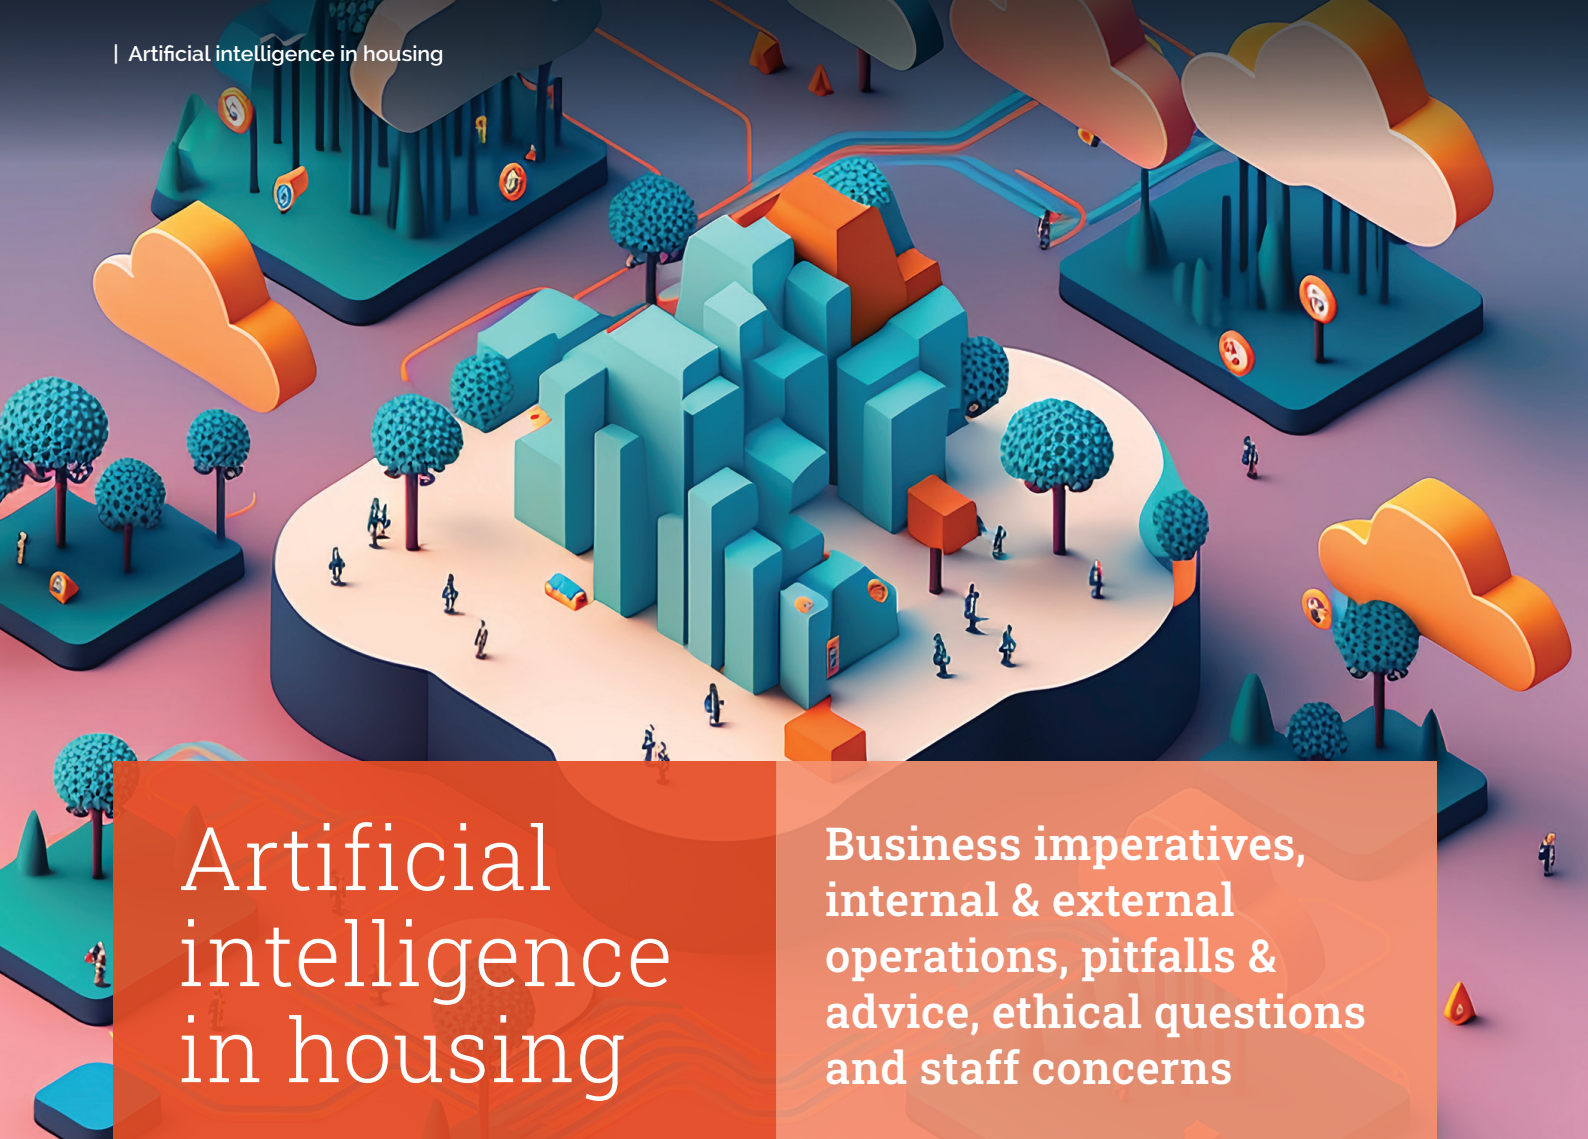 | Artificial intelligence in housing
Artificial
intelligence
in housing
Business imperatives,
internal & external
operations, pitfalls &
advice, ethical questions
and staff concerns